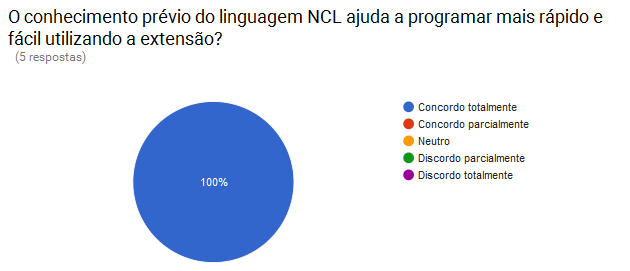 O conhecimento prévio do linguagem NCL ajuda a programar mais rápido e
fácil utilizando a extensão?
(5 respostas)
100%
Concordo totalmente
Concordo parcialmente
Neutro
Discordo parcialmente
Discordo totalmente